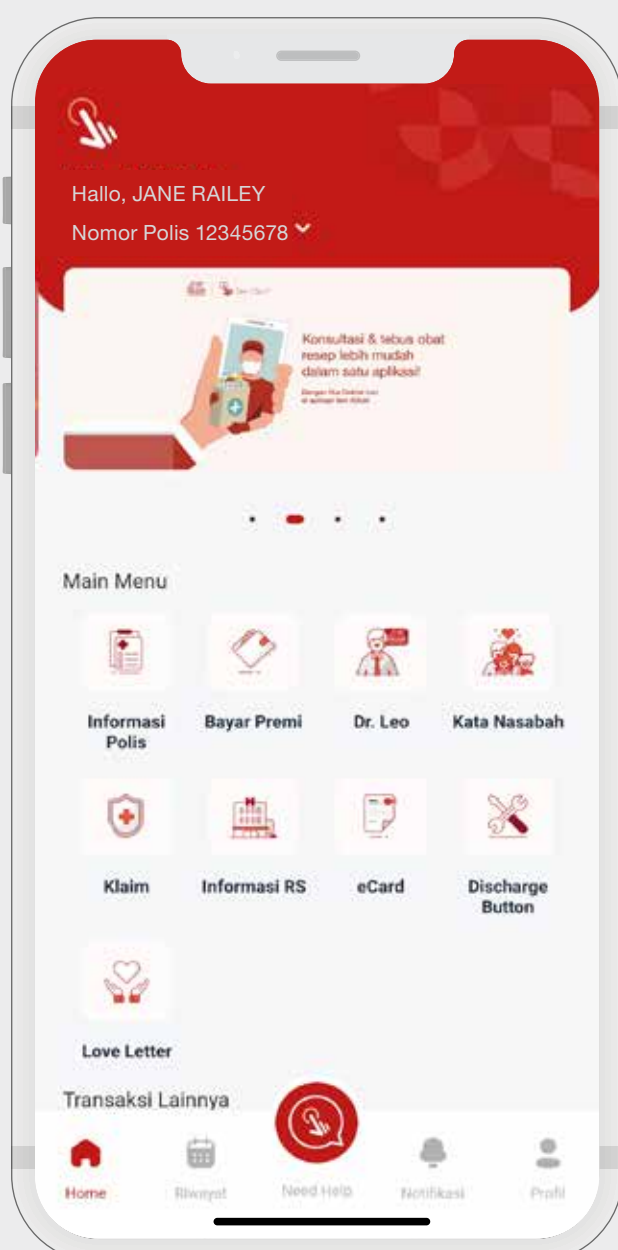 Hallo, JANE RAILEY
Nomor Polis 12345678
Konsultasi & tebus obat
resep lebih mudah
dalam satu aplikasi!
Main Menu
Informasi Polis
Bayar Premi
Dr. Leo
Kata Nasabah
Klaim
Informasi RS
eCard
Discharge Button
Love Letter
Transaksi Lainnya
Home
Riwayat
Need Help
Notifikasi
Profil